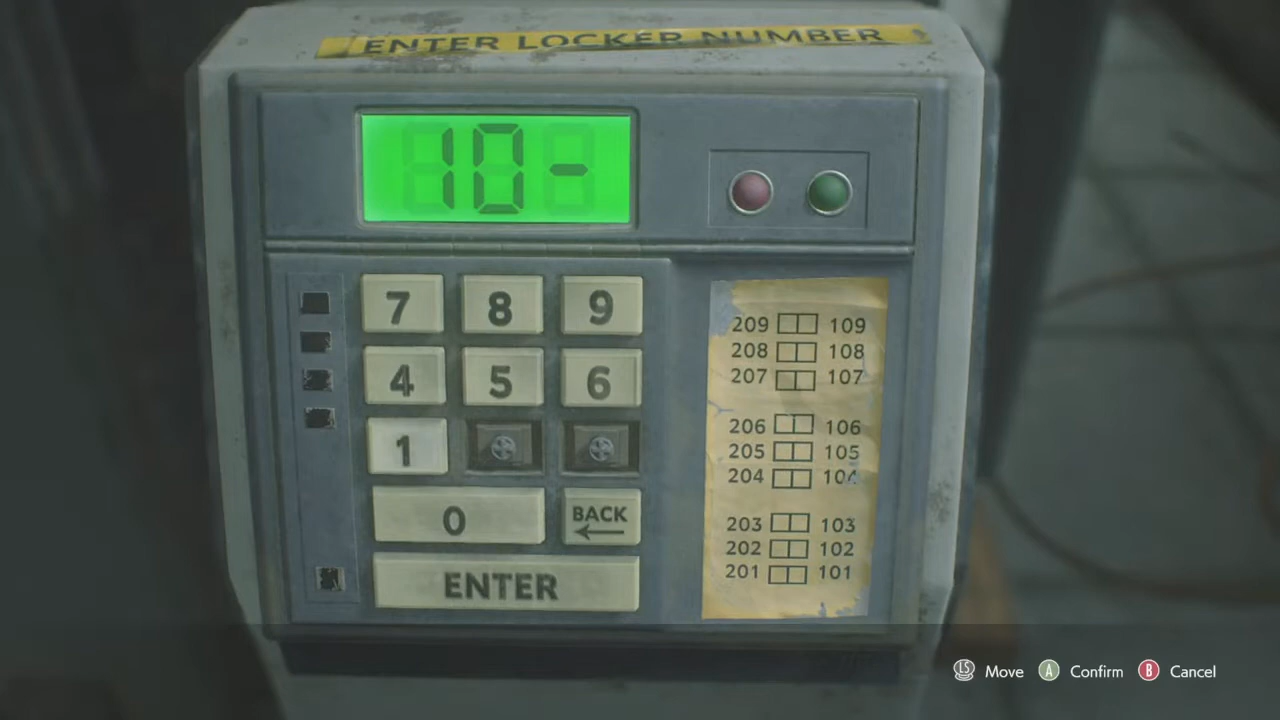 ENTER LOCKER NUMBER
10-
7 8 9
4 5 6
1
0 BACK
ENTER
209 109
208 108
207 107
206 106
205 105
204 104
203 103
202 102
201 101
LS Move A Confirm B Cancel